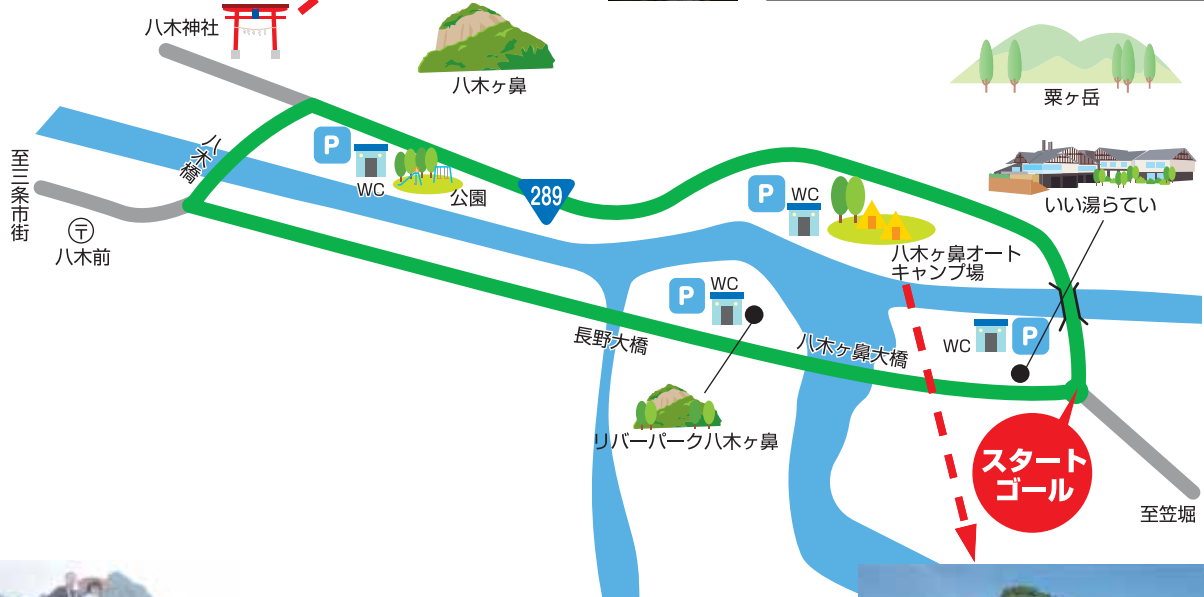 八木神社
八木ヶ鼻
粟ヶ岳
八木橋
P
WC
公園
289
P
WC
いい湯らてい
至三条市街
〒
八木前
八木ヶ鼻オート
キャンプ場
P
WC
WC
P
長野大橋
八木ヶ鼻大橋
リバーパーク八木ヶ鼻
スタート
ゴール
至笠堀